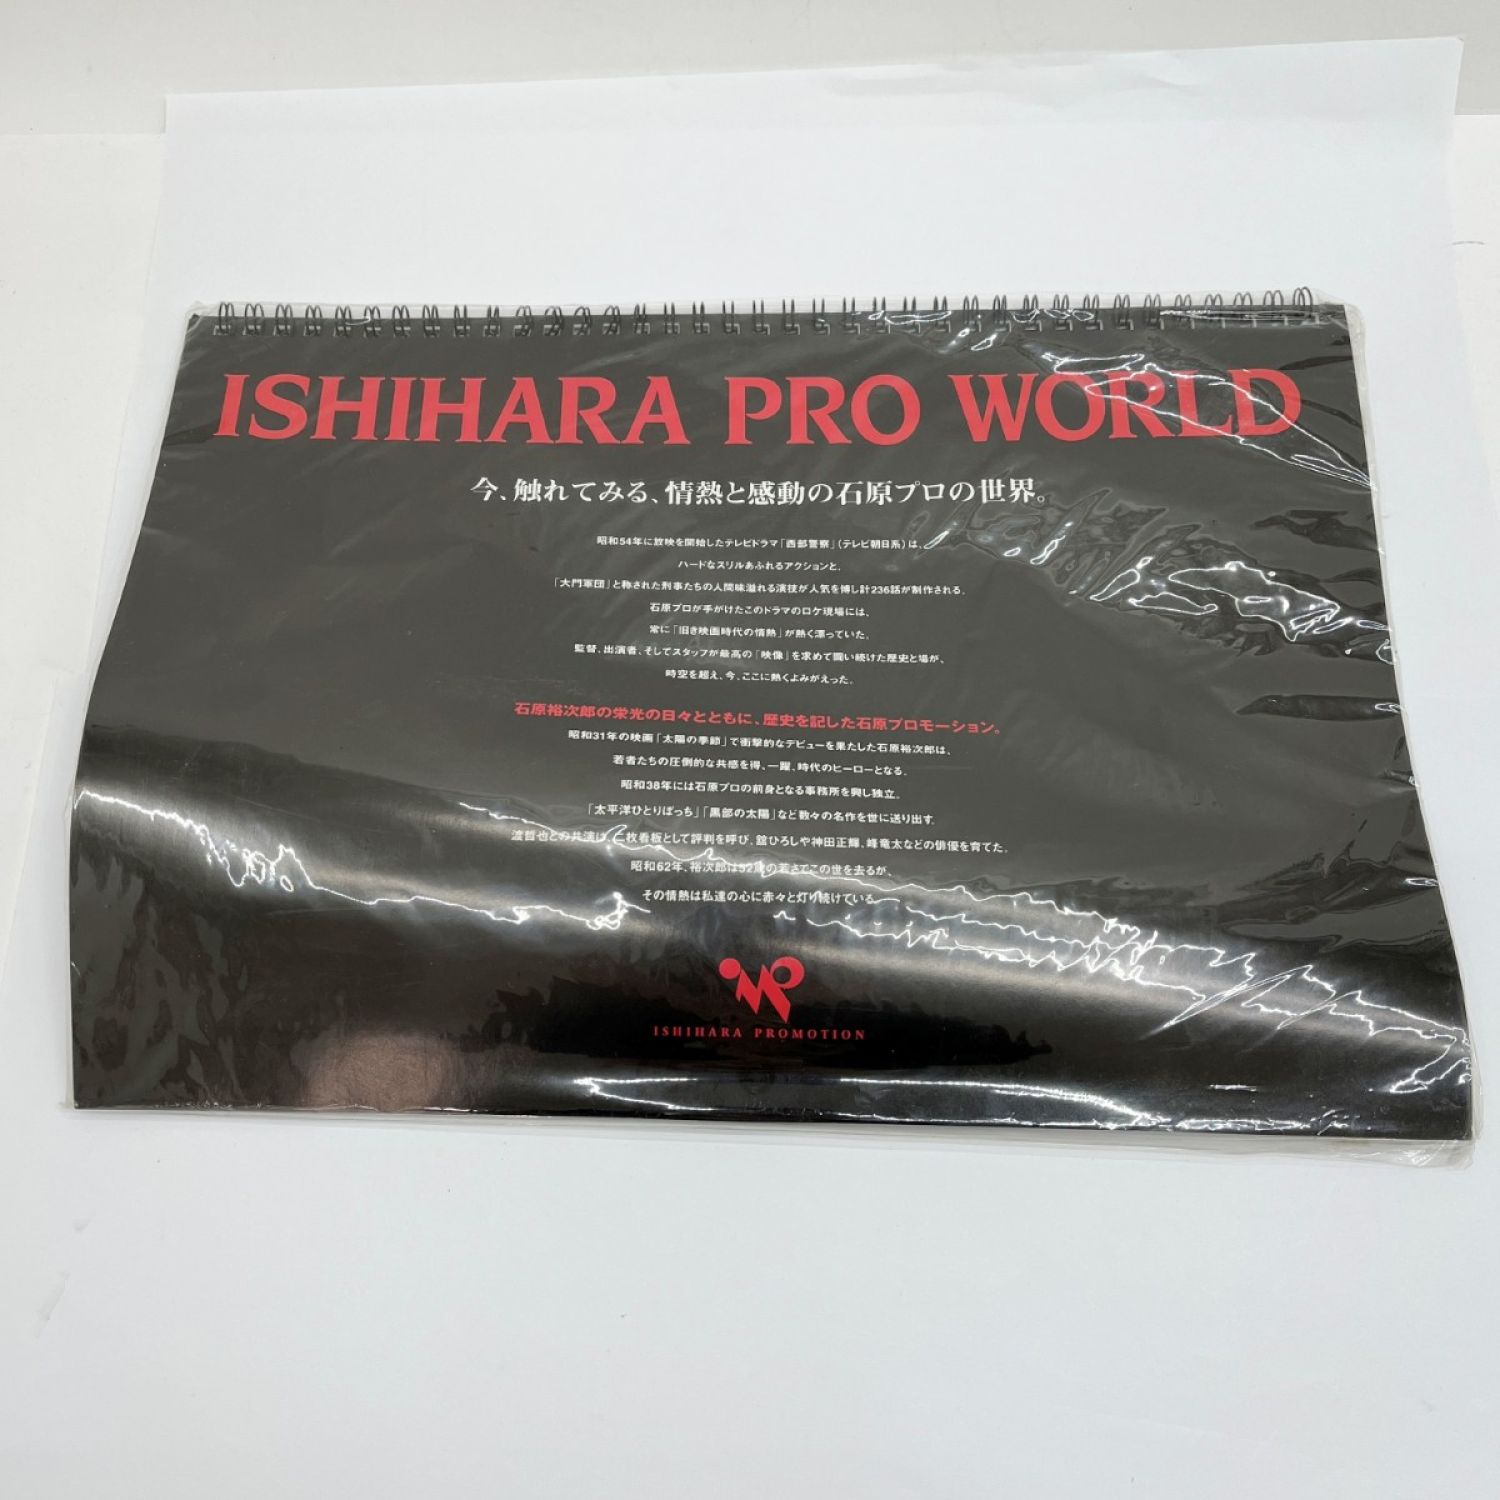 ISHIHARA PRO WORLD
今、触れてみる、情熱と感動の石原プロの世界。
昭和54年に放映を開始したテレビドラマ「西部警察」(テレビ朝日系)は、
ハードなスリルあふれるアクションと、
「大門軍団」と称された刑事たちの人間味溢れる演技が人気を博し計236話が制作される。
石原プロが手がけたこのドラマのロケ現場には、
常に「旧き映画時代の情熱」が熱く漂っていた。
監督、出演者、そしてスタッフが最高の「映像」を求めて闘い続けた歴史と場が、
時空を超え、今、ここに熱くよみがえった。
石原裕次郎の栄光の日々とともに、歴史を記した石原プロモーション。
昭和31年の映画「太陽の季節」で衝撃的なデビューを果たした石原裕次郎は、
若者たちの圧倒的な共感を得、一躍、時代のヒーローとなる。
昭和38年には石原プロの前身となる事務所を興し独立。
「太平洋ひとりぼっち」「黒部の太陽」など数々の名作を世に送り出す。
渡哲也との共演は、二枚看板として評判を呼び、舘ひろしや神田正輝、峰竜太などの俳優を育てた。
昭和62年、裕次郎は52歳の若さでこの世を去るが、
その情熱は私達の心に赤々と灯り続けている。
ISHIHARA PROMOTION